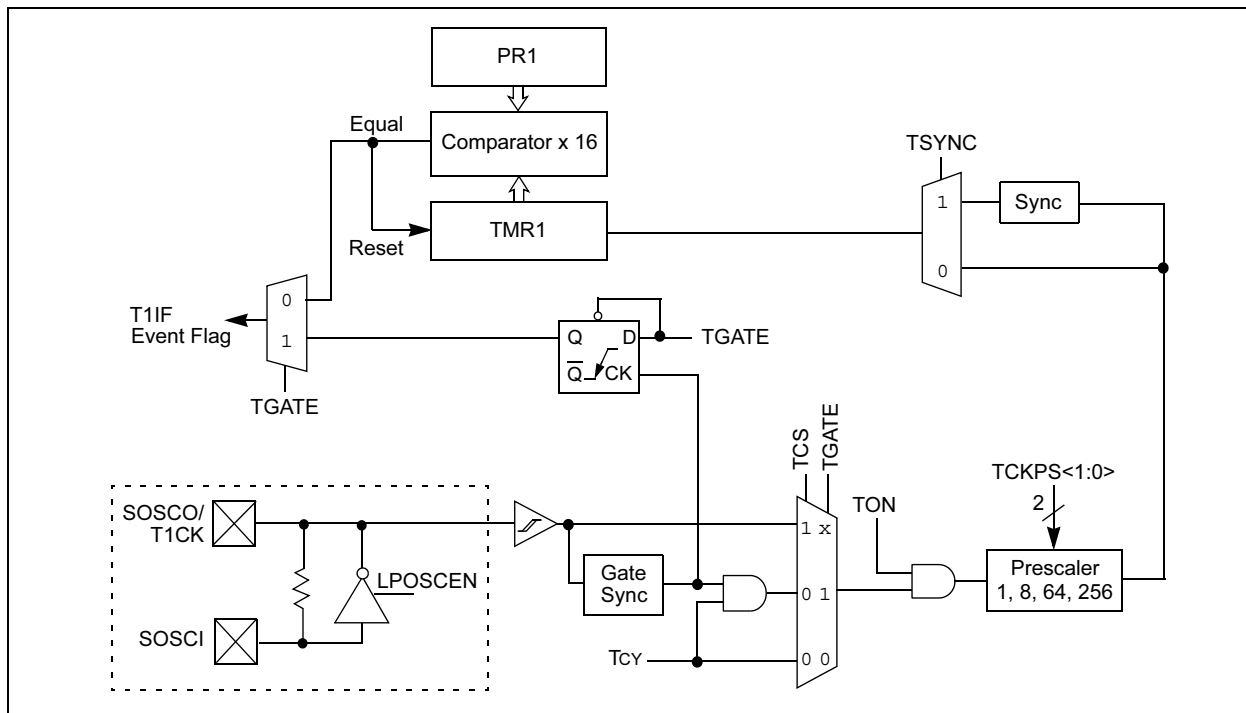 PR1
Equal
Comparator x 16
TSYNC
1
Sync
TMR1
Reset
0
T1IF
Event Flag
0
1
Q
D
TGATE
Q
CK
TGATE
TCS
TGATE
TCKPS<1:0>
2
TON
SOSCO/
T1CK
1 x
LPOSCEN
Gate
Sync
0 1
Prescaler
1, 8, 64, 256
SOSCI
TCY
0 0